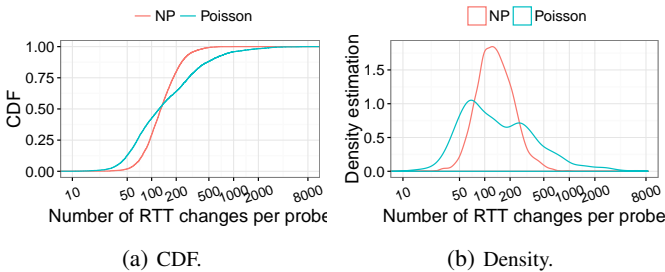 NP Poisson
1.00
0.75
0.50
0.25
0.00
CDF
10 50 100 200 500 1000 2000 8000
Number of RTT changes per probe
(a) CDF.
NP Poisson
1.5
1.0
0.5
0.0
Density estimation
10 50 100 200 500 1000 2000 8000
Number of RTT changes per probe
(b) Density.